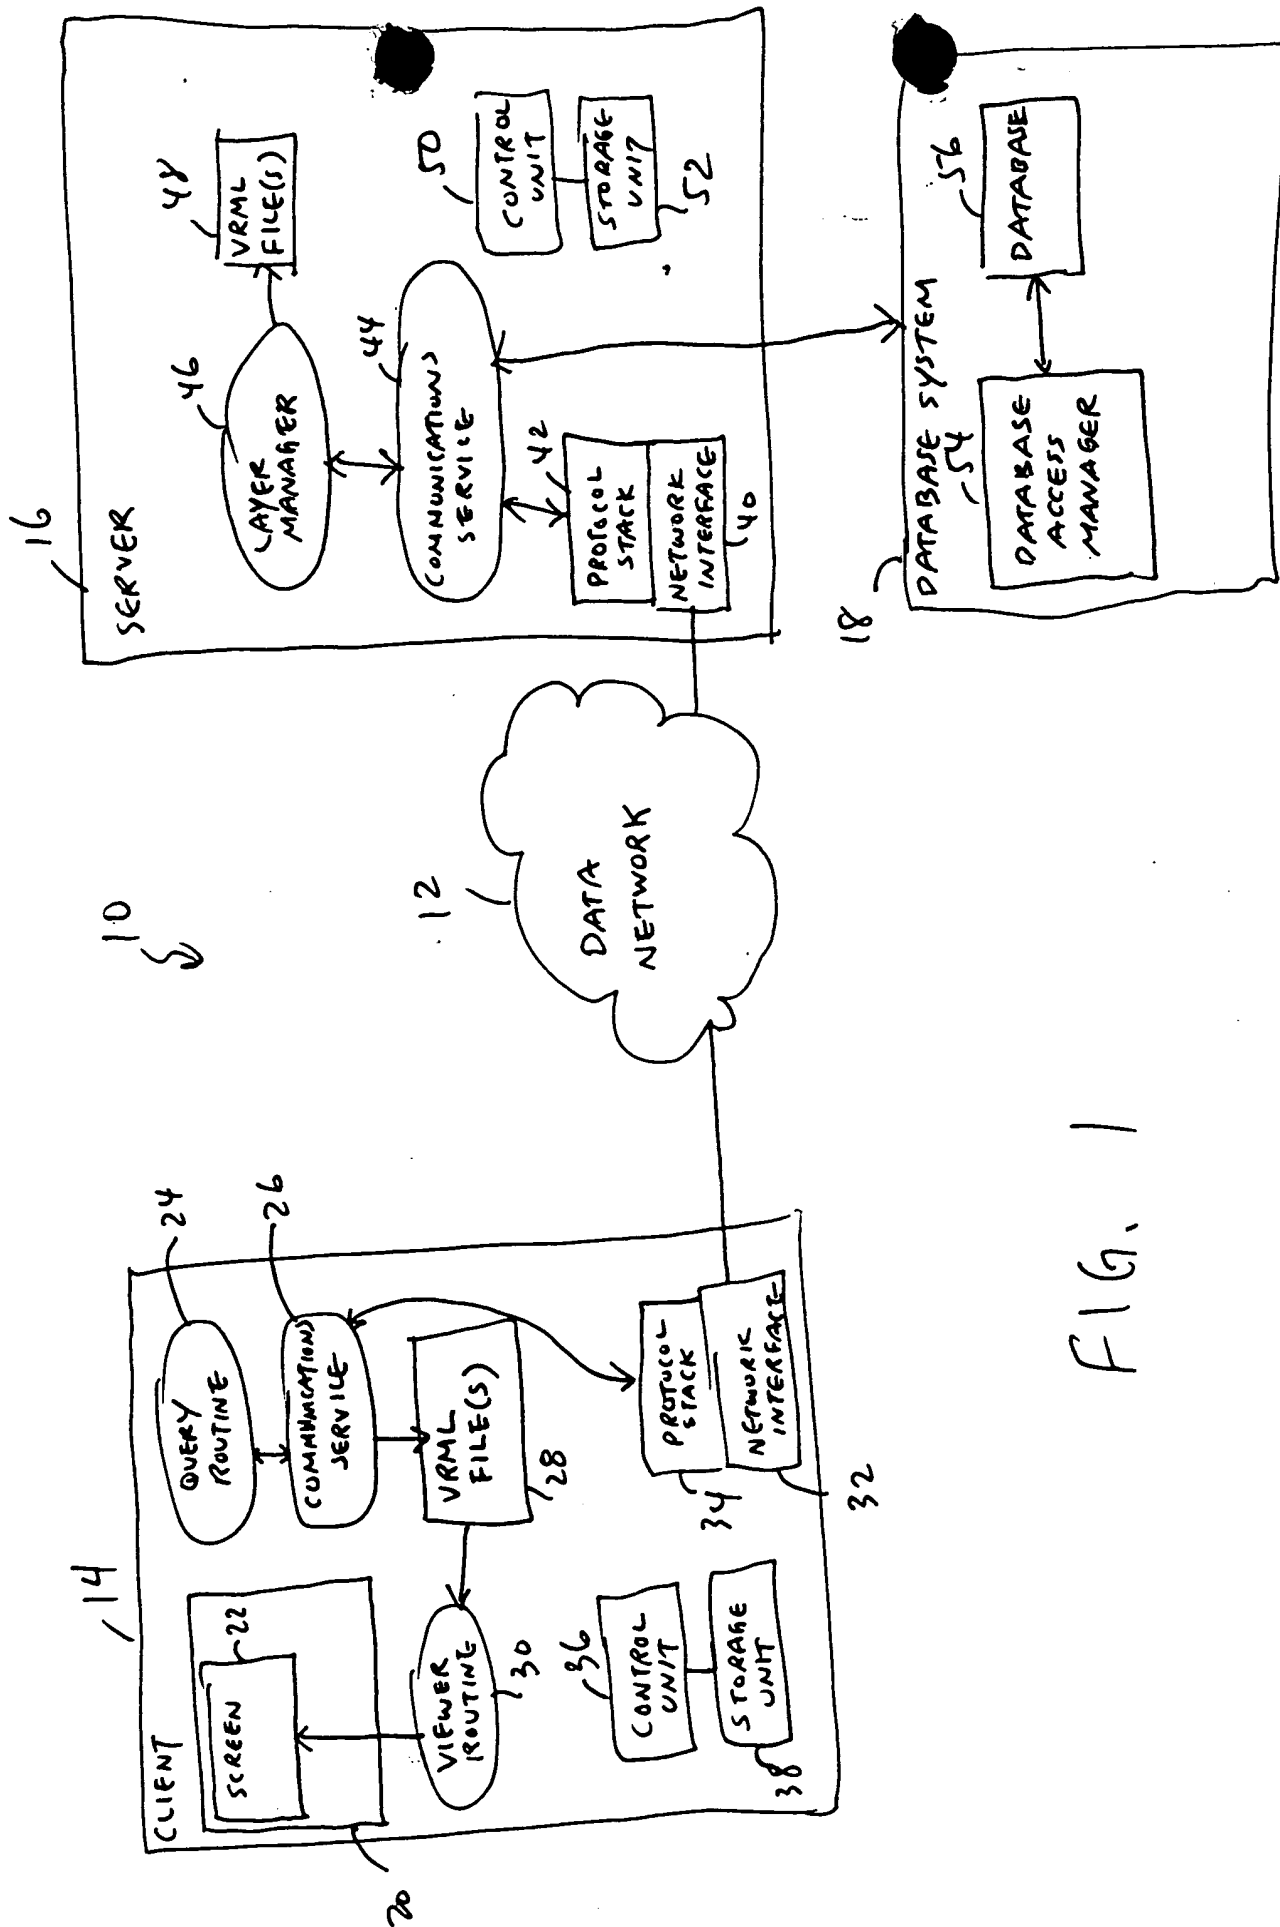 10
14
CLIENT
SCREEN
22
20
QUERY
ROUTINE
24
COMMUNICATIONS
SERVICE
26
VRML
FILE(S)
28
VIEWER
ROUTINE
30
36
CONTROL
UNIT
STORAGE
UNIT
38
PROTOCOL
STACK
34
NETWORK
INTERFACE
32
12
DATA
NETWORK
16
SERVER
46
LAYER
MANAGER
48
VRML
FILE(S)
44
COMMUNICATIONS
SERVICE
50
CONTROL
UNIT
STORAGE
UNIT
52
42
PROTOCOL
STACK
NETWORK
INTERFACE
40
18
DATABASE SYSTEM
54
DATABASE
ACCESS
MANAGER
56
DATABASE
FIG. 1